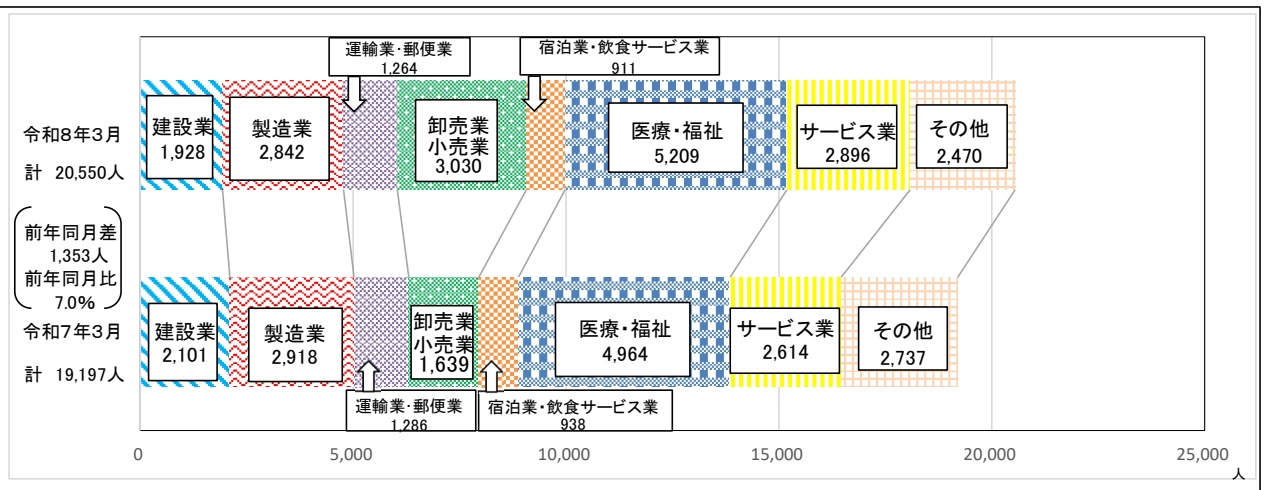 運輸業・郵便業
1,264
宿泊業・飲食サービス業
911
令和8年3月
計 20,550人
建設業
1,928
製造業
2,842
卸売業
小売業
3,030
医療・福祉
5,209
サービス業
2,896
その他
2,470
前年同月差
1,353人
前年同月比
7.0%
令和7年3月
計 19,197人
建設業
2,101
製造業
2,918
卸売業
小売業
1,639
医療・福祉
4,964
サービス業
2,614
その他
2,737
運輸業・郵便業
1,286
宿泊業・飲食サービス業
938
0 5,000 10,000 15,000 20,000 25,000
人